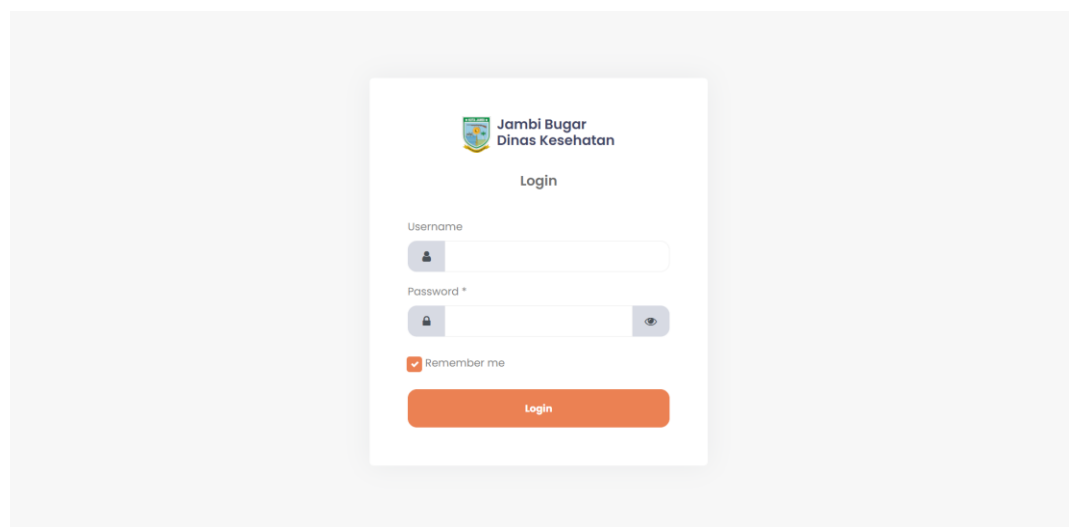 Jambi Bugar
Dinas Kesehatan
Login
Username
Password *
Remember me
Login